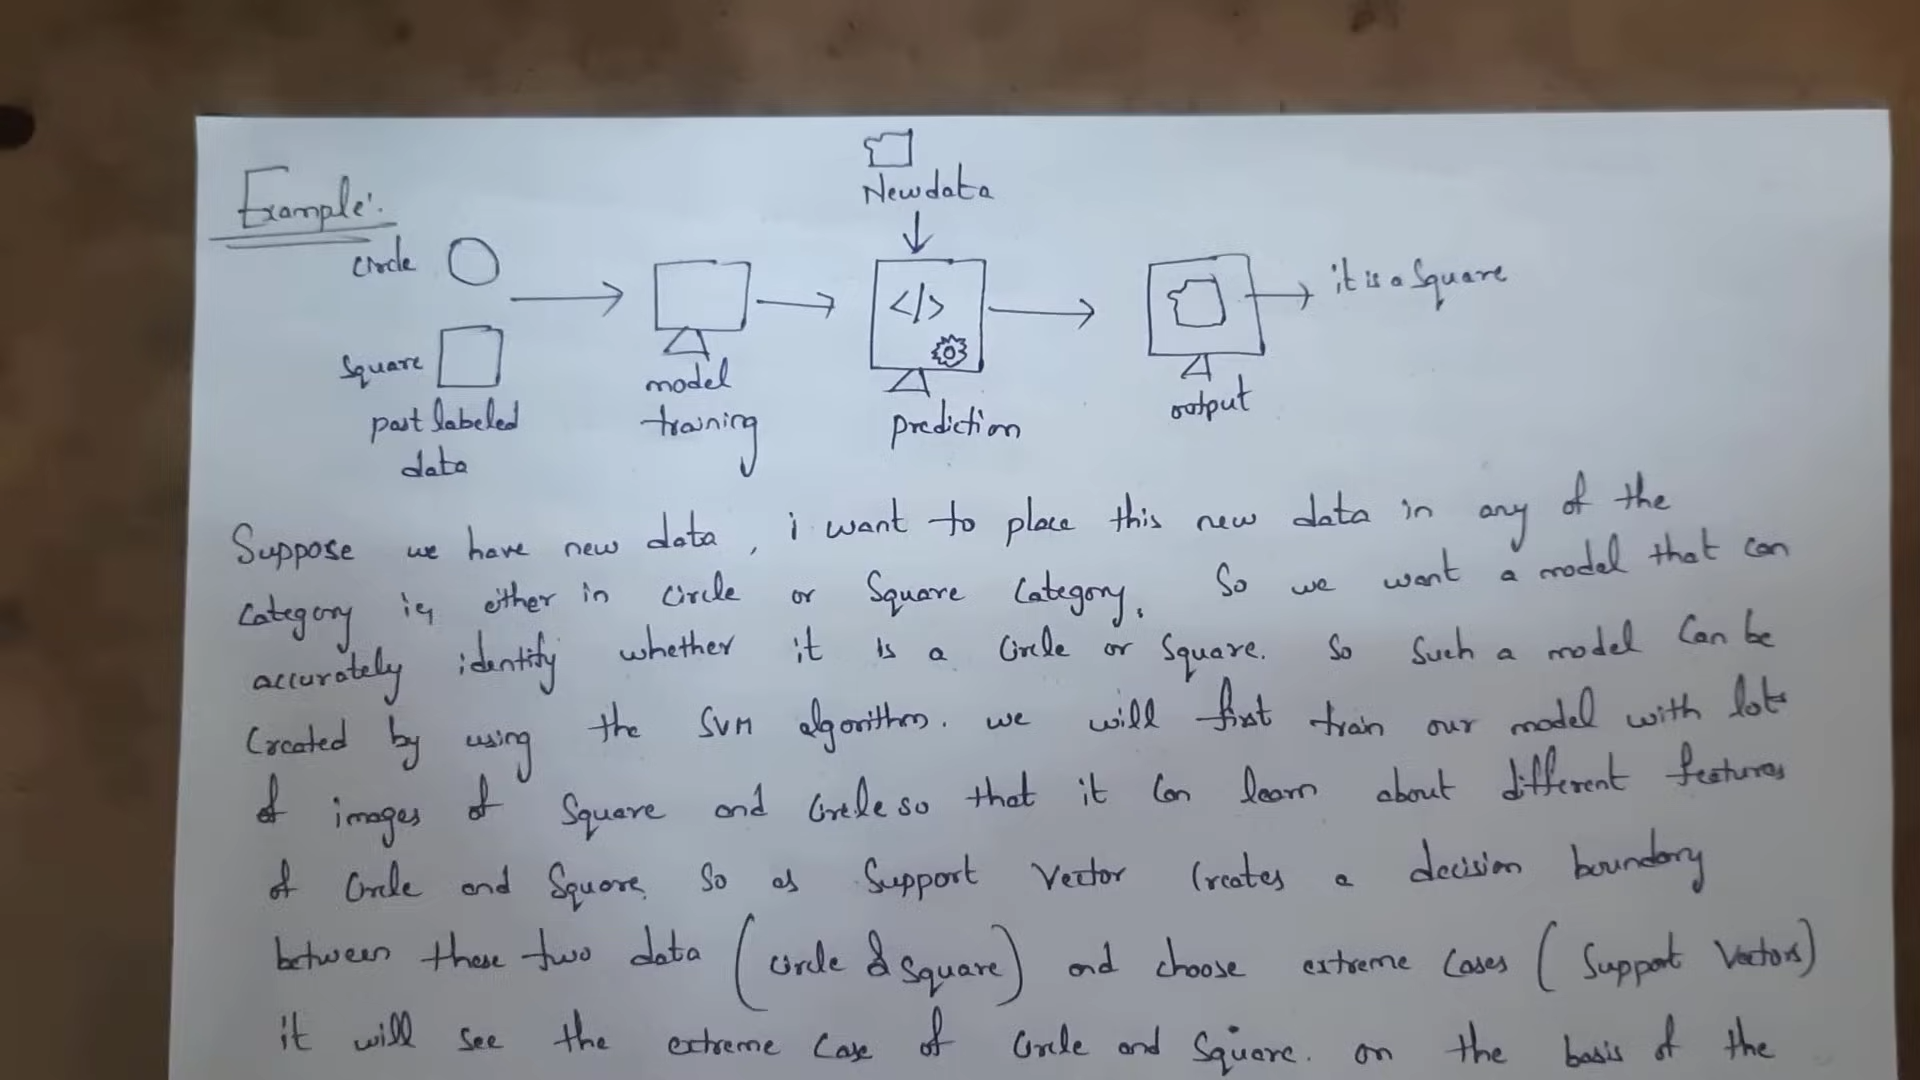 Newdata
Example:
circle
it is a Square
</>
Square
model
training
past labeled
data
prediction
output
Suppose we have new data, i want to place this new data in any of the
category ie, either in circle or Square Category. So we want a model that can
accurately identify whether it is a Circle or Square. So Such a model Can be
Created by using the SVM algorithm. we will first train our model with lot
of images of Square and Circle so that it Can learn about different features
of Circle and Square. So as Support Vector Creates a decision boundary
between these two data (circle & square) and choose extreme Cases (Support Vectors)
it will see the extreme Case of Circle and Square. on the basis of the